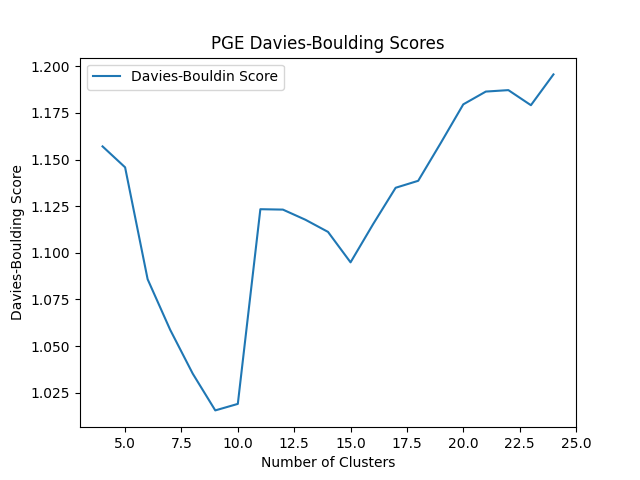 PGE Davies-Boulding Scores
Davies-Bouldin Score
1.200
1.175
1.150
1.125
1.100
1.075
1.050
1.025
Davies-Boulding Score
5.0 7.5 10.0 12.5 15.0 17.5 20.0 22.5 25.0
Number of Clusters